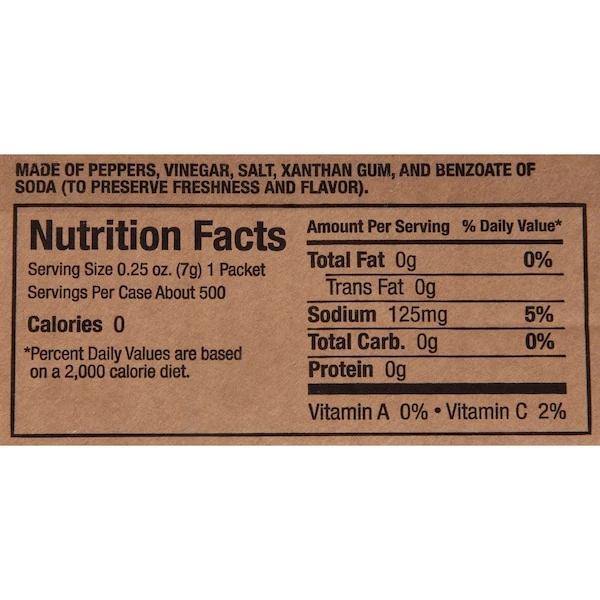 MADE OF PEPPERS, VINEGAR, SALT, XANTHAN GUM, AND BENZOATE OF
SODA (TO PRESERVE FRESHNESS AND FLAVOR).
Nutrition Facts
Serving Size 0.25 oz. (7g) 1 Packet
Servings Per Case About 500
Calories 0
*Percent Daily Values are based
on a 2,000 calorie diet.
Amount Per Serving % Daily Value*
Total Fat 0g 0%
Trans Fat 0g
Sodium 125mg 5%
Total Carb. 0g 0%
Protein 0g
Vitamin A 0% • Vitamin C 2%